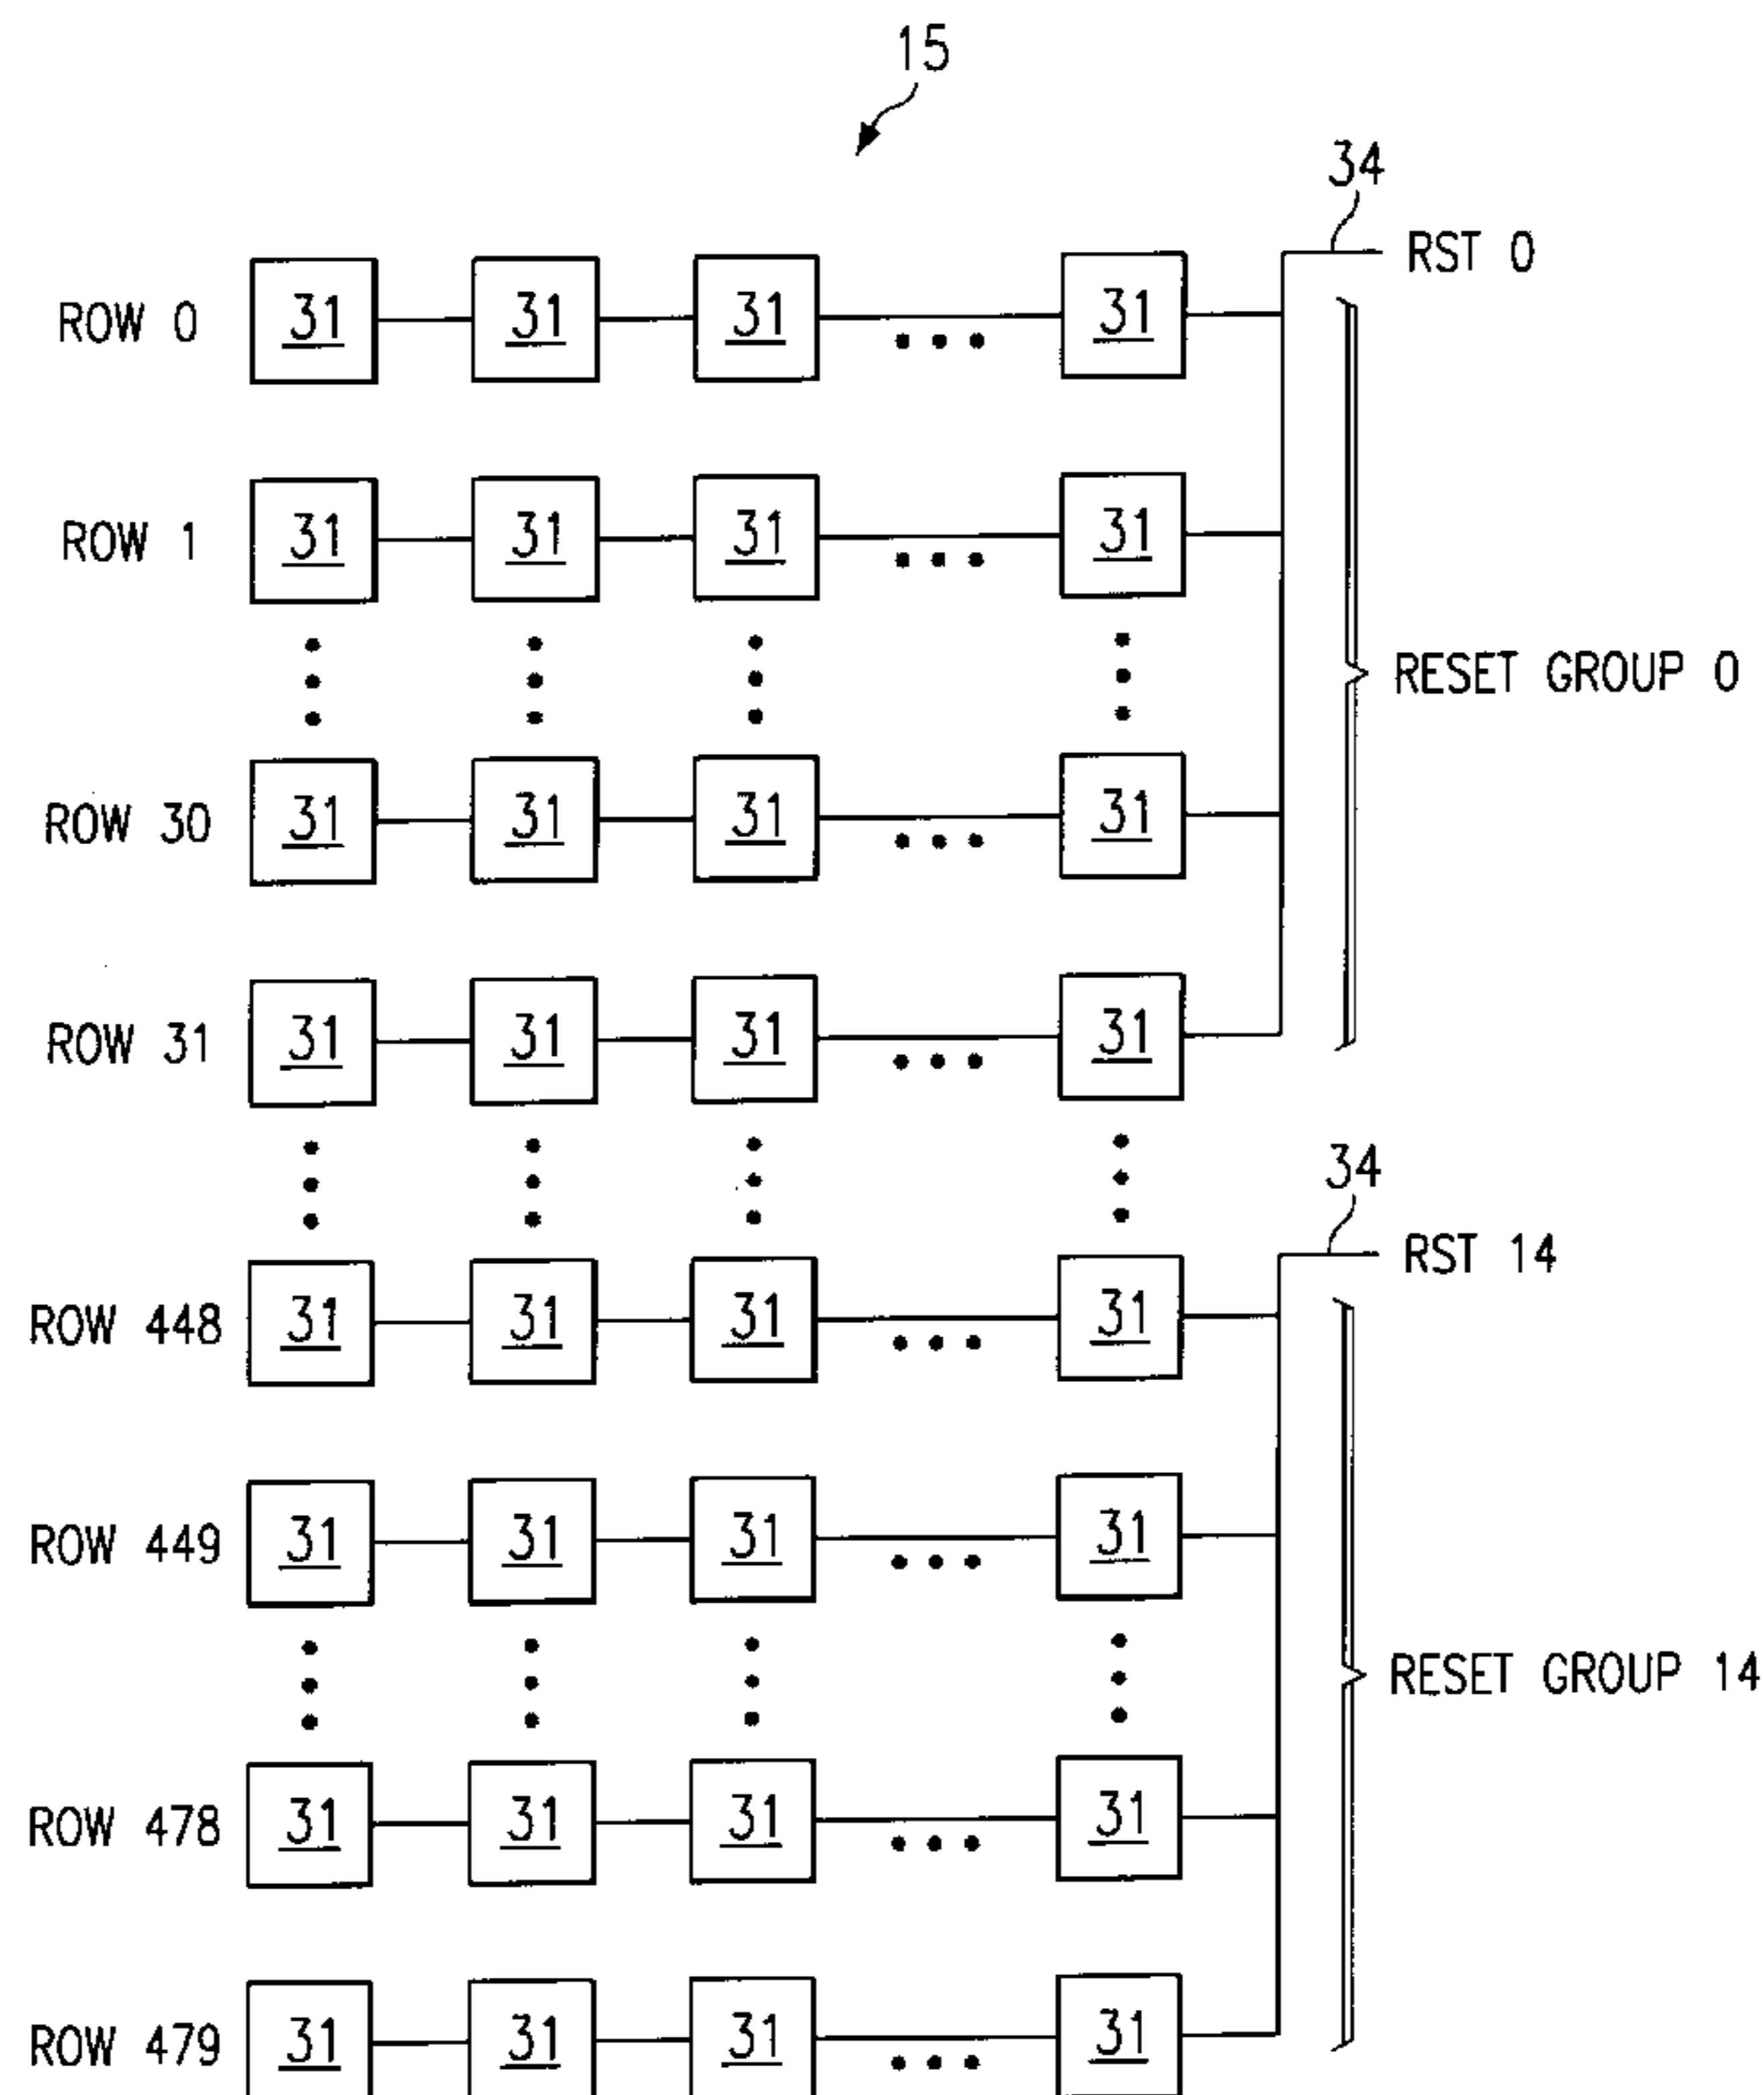 15
34
RST 0
ROW 0 31 31 31 31
ROW 1 31 31 31 31
RESET GROUP 0
ROW 30 31 31 31 31
ROW 31 31 31 31 31
34
RST 14
ROW 448 31 31 31 31
ROW 449 31 31 31 31
RESET GROUP 14
ROW 478 31 31 31 31
ROW 479 31 31 31 31